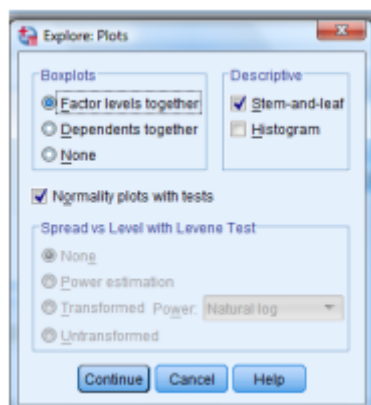 Explore: Plots
Boxplots
Factor levels together
Dependents together
None
Descriptive
Stem-and-leaf
Histogram
Normality plots with tests
Spread vs Level with Levene Test
None
Power estimation
Transformed Power: Natural log
Untransformed
Continue Cancel Help